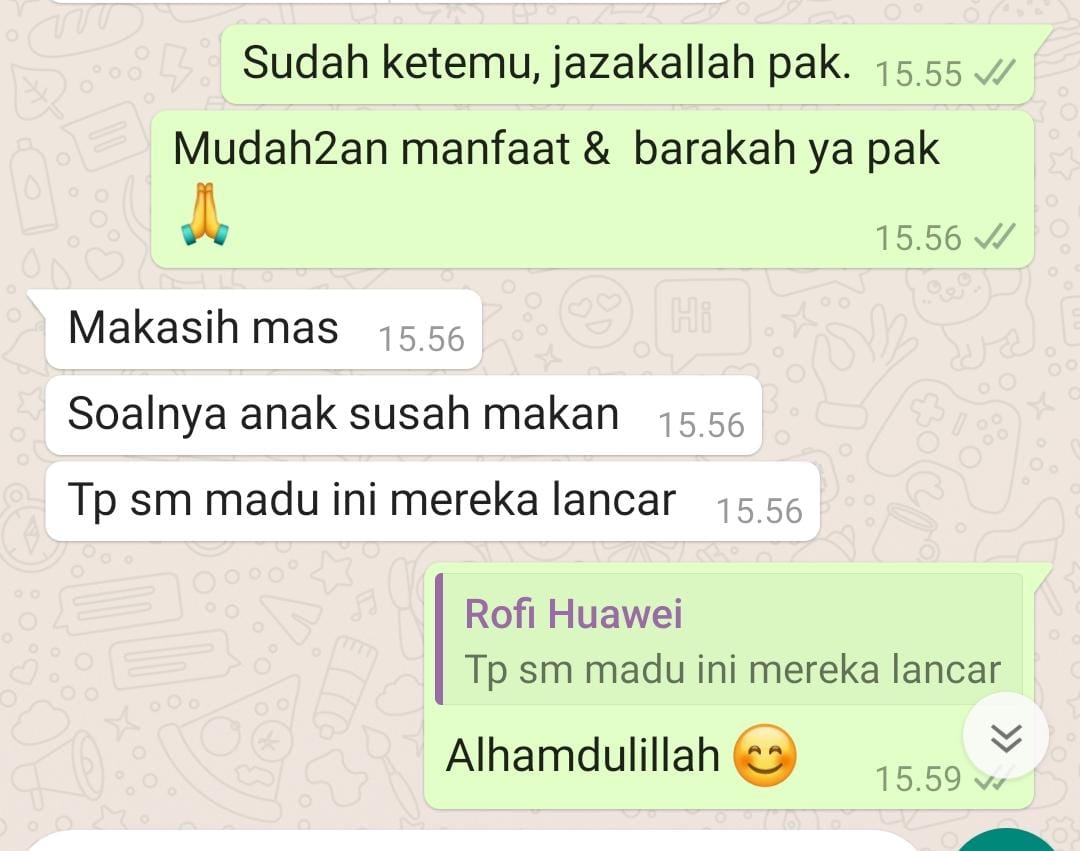 Sudah ketemu, jazakallah pak. 15.55
Mudah2an manfaat &  barakah ya pak
🙏
15.56
Makasih mas 15.56
Soalnya anak susah makan 15.56
Tp sm madu ini mereka lancar 15.56
Rofi Huawei
Tp sm madu ini mereka lancar
Alhamdulillah 😊 15.59
Hi